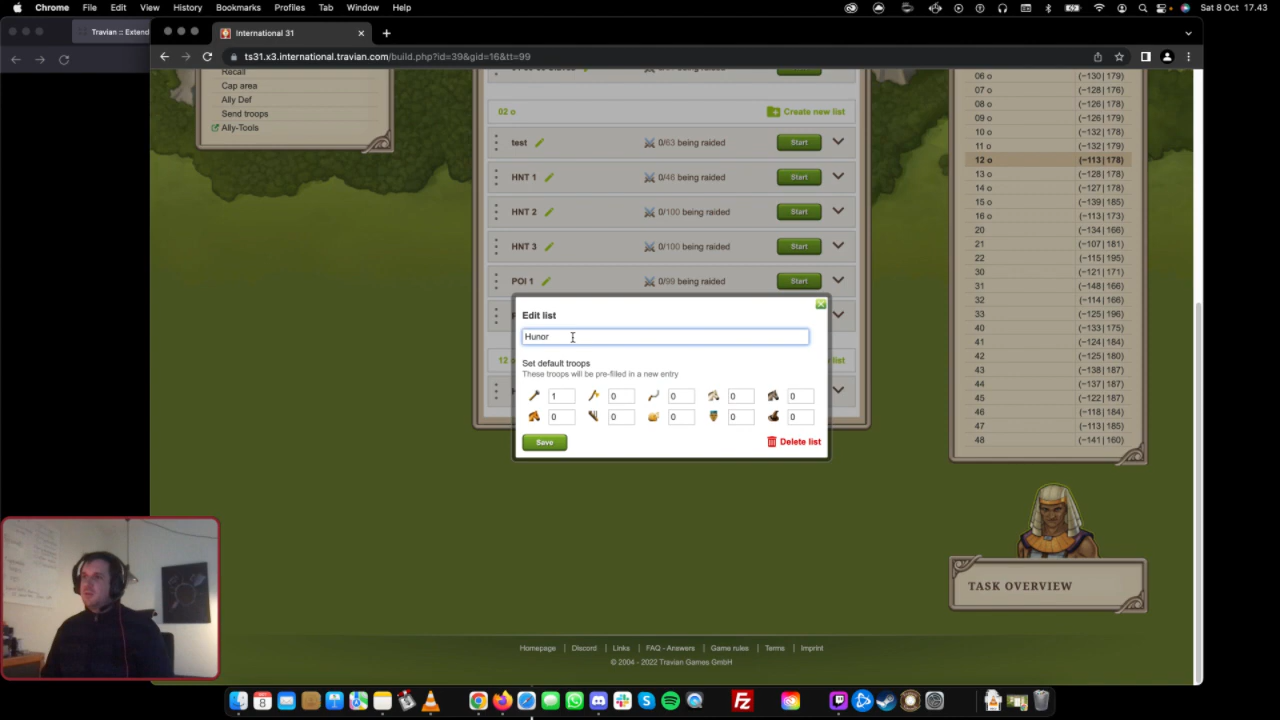 Chrome File Edit View History Bookmarks Profiles Tab Window Help Sat 8 Oct 17.43
Travian: Extend
International 31
ts31.x3.international.travian.com/build.php?id=39&gid=16&tt=99
Recall
Cap area
Ally Def
Send troops
Ally-Tools
02 o Create new list
test 0/63 being raided Start
HNT 1 0/46 being raided Start
HNT 2 0/100 being raided Start
HNT 3 0/100 being raided Start
POI 1 0/99 being raided Start
Edit list
Hunor
Set default troops
These troops will be pre-filled in a new entry
1 0 0 0 0
0 0 0 0 0
Save Delete list
12 o list
06 o (−130|179)
07 o (−128|176)
08 o (−126|178)
09 o (−126|179)
10 o (−132|178)
11 o (−132|179)
12 o (−113|178)
13 o (−128|178)
14 o (−127|178)
15 o (−139|185)
16 o (−113|173)
20 (−134|166)
21 (−107|181)
22 (−115|195)
30 (−121|171)
31 (−148|166)
32 (−114|166)
33 (−125|196)
40 (−133|175)
41 (−124|184)
42 (−125|180)
43 (−138|187)
44 (−137|187)
45 (−122|187)
46 (−118|184)
47 (−113|185)
48 (−141|160)
TASK OVERVIEW
Homepage | Discord | Links | FAQ - Answers | Game rules | Terms | Imprint
© 2004 - 2022 Travian Games GmbH